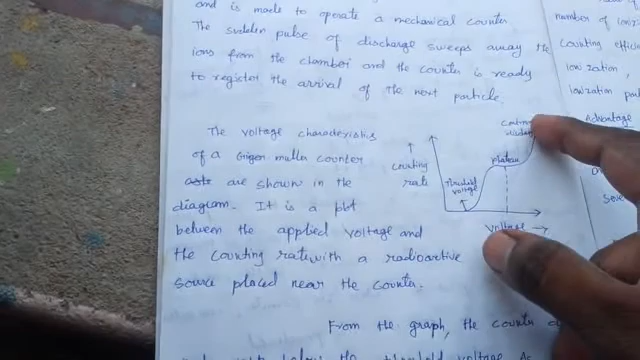 and is made to operate a mechanical counter.
The sudden pulse of discharge sweeps away the
ions from the chamber and the counter is ready
to register the arrival of the next particle.
The voltage characteristics
of a Geiger muller counter
are shown in the
diagram. It is a plot
between the applied voltage and
the counting rate, with a radioactive
source placed near the counter.
counting
rate
Threshold
voltage
plateau
voltage
From the graph, the counter
below the threshold voltage
number of
counting
ionization,
ionization
Advantage